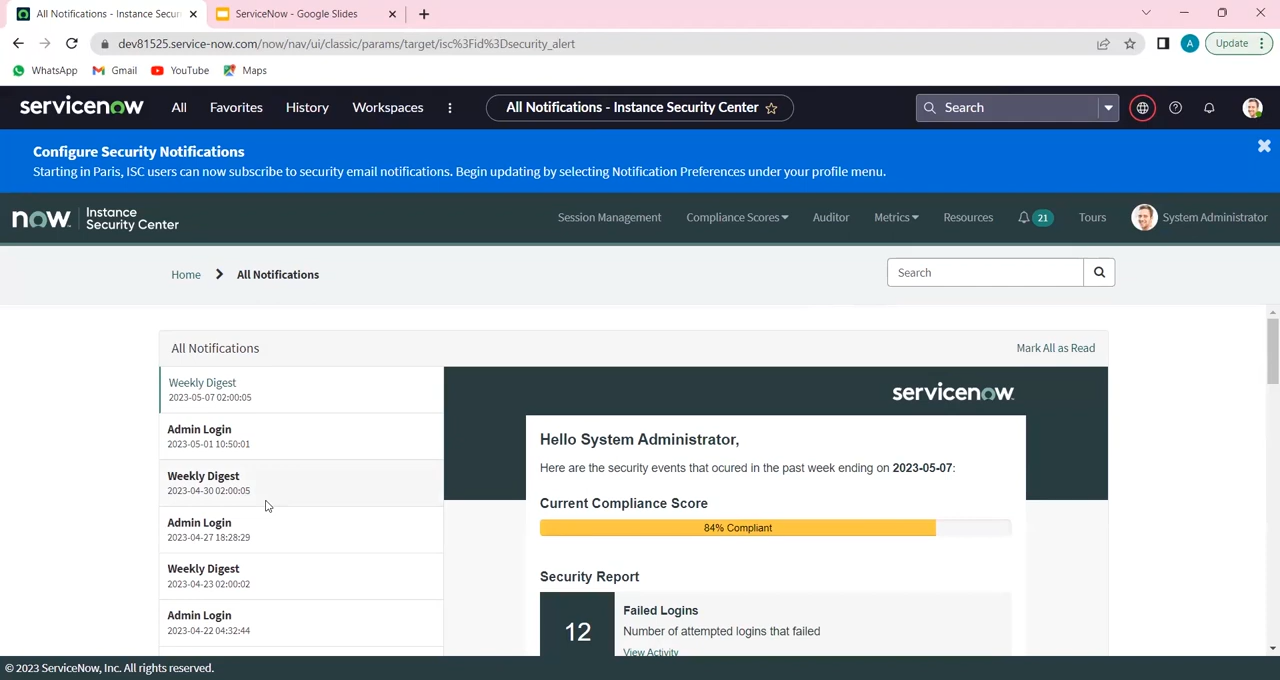 All Notifications - Instance Secur
ServiceNow - Google Slides
dev81525.service-now.com/now/nav/ui/classic/params/target/isc%3Fid%3Dsecurity_alert
A
Update
WhatsApp
Gmail
YouTube
Maps
servicenow
All
Favorites
History
Workspaces
All Notifications - Instance Security Center
Search
Configure Security Notifications
Starting in Paris, ISC users can now subscribe to security email notifications. Begin updating by selecting Notification Preferences under your profile menu.
now
Instance
Security Center
Session Management
Compliance Scores
Auditor
Metrics
Resources
21
Tours
System Administrator
Home
All Notifications
Search
All Notifications
Mark All as Read
Weekly Digest
2023-05-07 02:00:05
Admin Login
2023-05-01 10:50:01
Weekly Digest
2023-04-30 02:00:05
Admin Login
2023-04-27 18:28:29
Weekly Digest
2023-04-23 02:00:02
Admin Login
2023-04-22 04:32:44
servicenow
Hello System Administrator,
Here are the security events that ocured in the past week ending on 2023-05-07:
Current Compliance Score
84% Compliant
Security Report
12
Failed Logins
Number of attempted logins that failed
View Activity
© 2023 ServiceNow, Inc. All rights reserved.